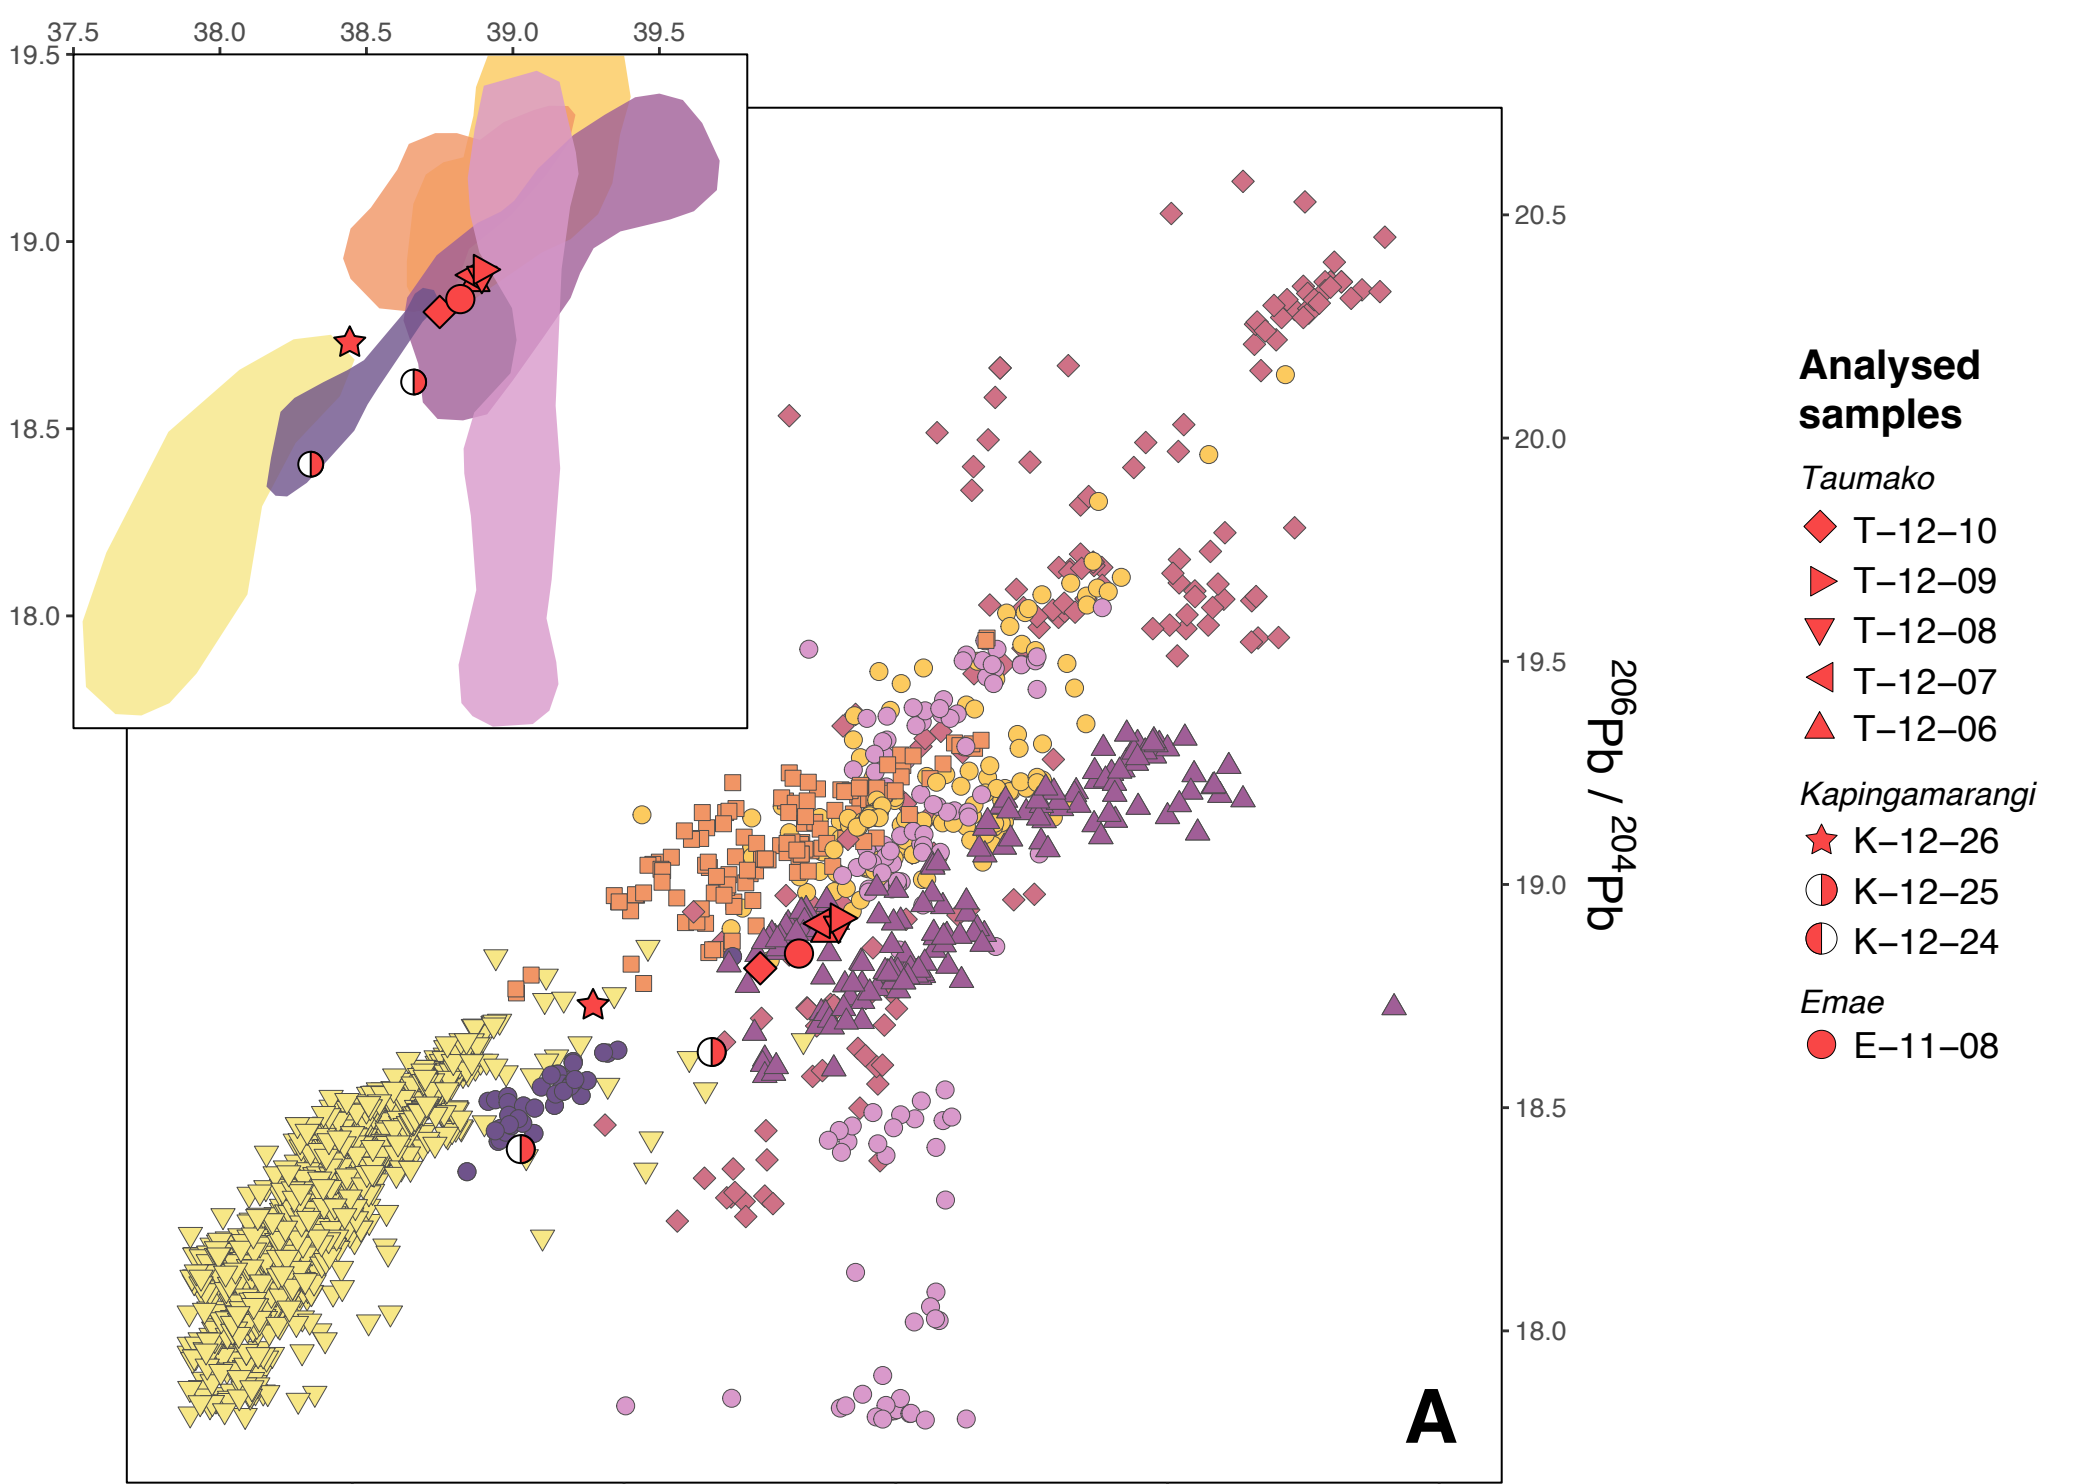 37.5 38.0 38.5 39.0 39.5
19.5
19.0
18.5
18.0
20.5
20.0
19.5
19.0
18.5
18.0
206Pb / 204Pb
A
Analysed
samples
Taumako
T−12−10
T−12−09
T−12−08
T−12−07
T−12−06
Kapingamarangi
K−12−26
K−12−25
K−12−24
Emae
E−11−08